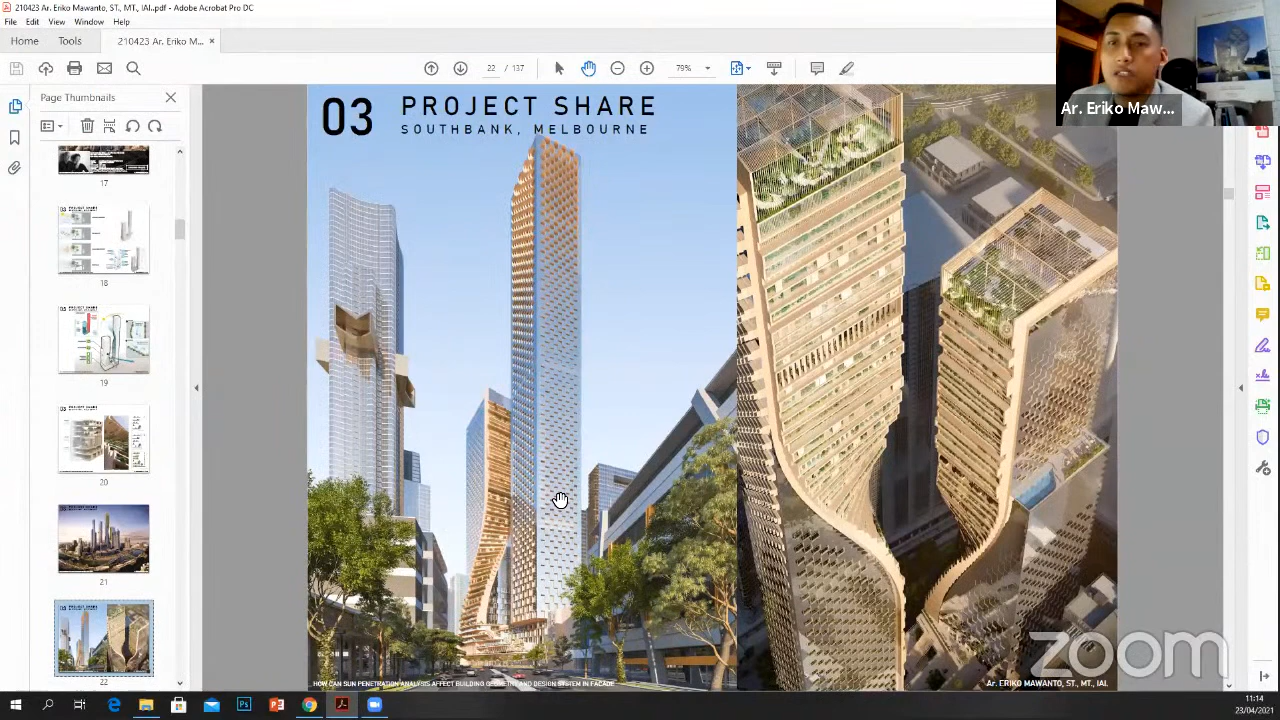 210423 Ar. Eriko Mawanto, ST., MT., IAI..pdf - Adobe Acrobat Pro DC
File Edit View Window Help
Home Tools 210423 Ar. Eriko M... ×
22 / 137
79%
Page Thumbnails
17
18
19
20
21
22
03 PROJECT SHARE
SOUTHBANK, MELBOURNE
HOW CAN SUN PENETRATION ANALYSIS AFFECT BUILDING GEOMETRY AND DESIGN SYSTEM IN FACADE
Ar. ERIKO MAWANTO, ST., MT., IAI.
Ar. Eriko Maw...
zoom
11:14
23/04/2021